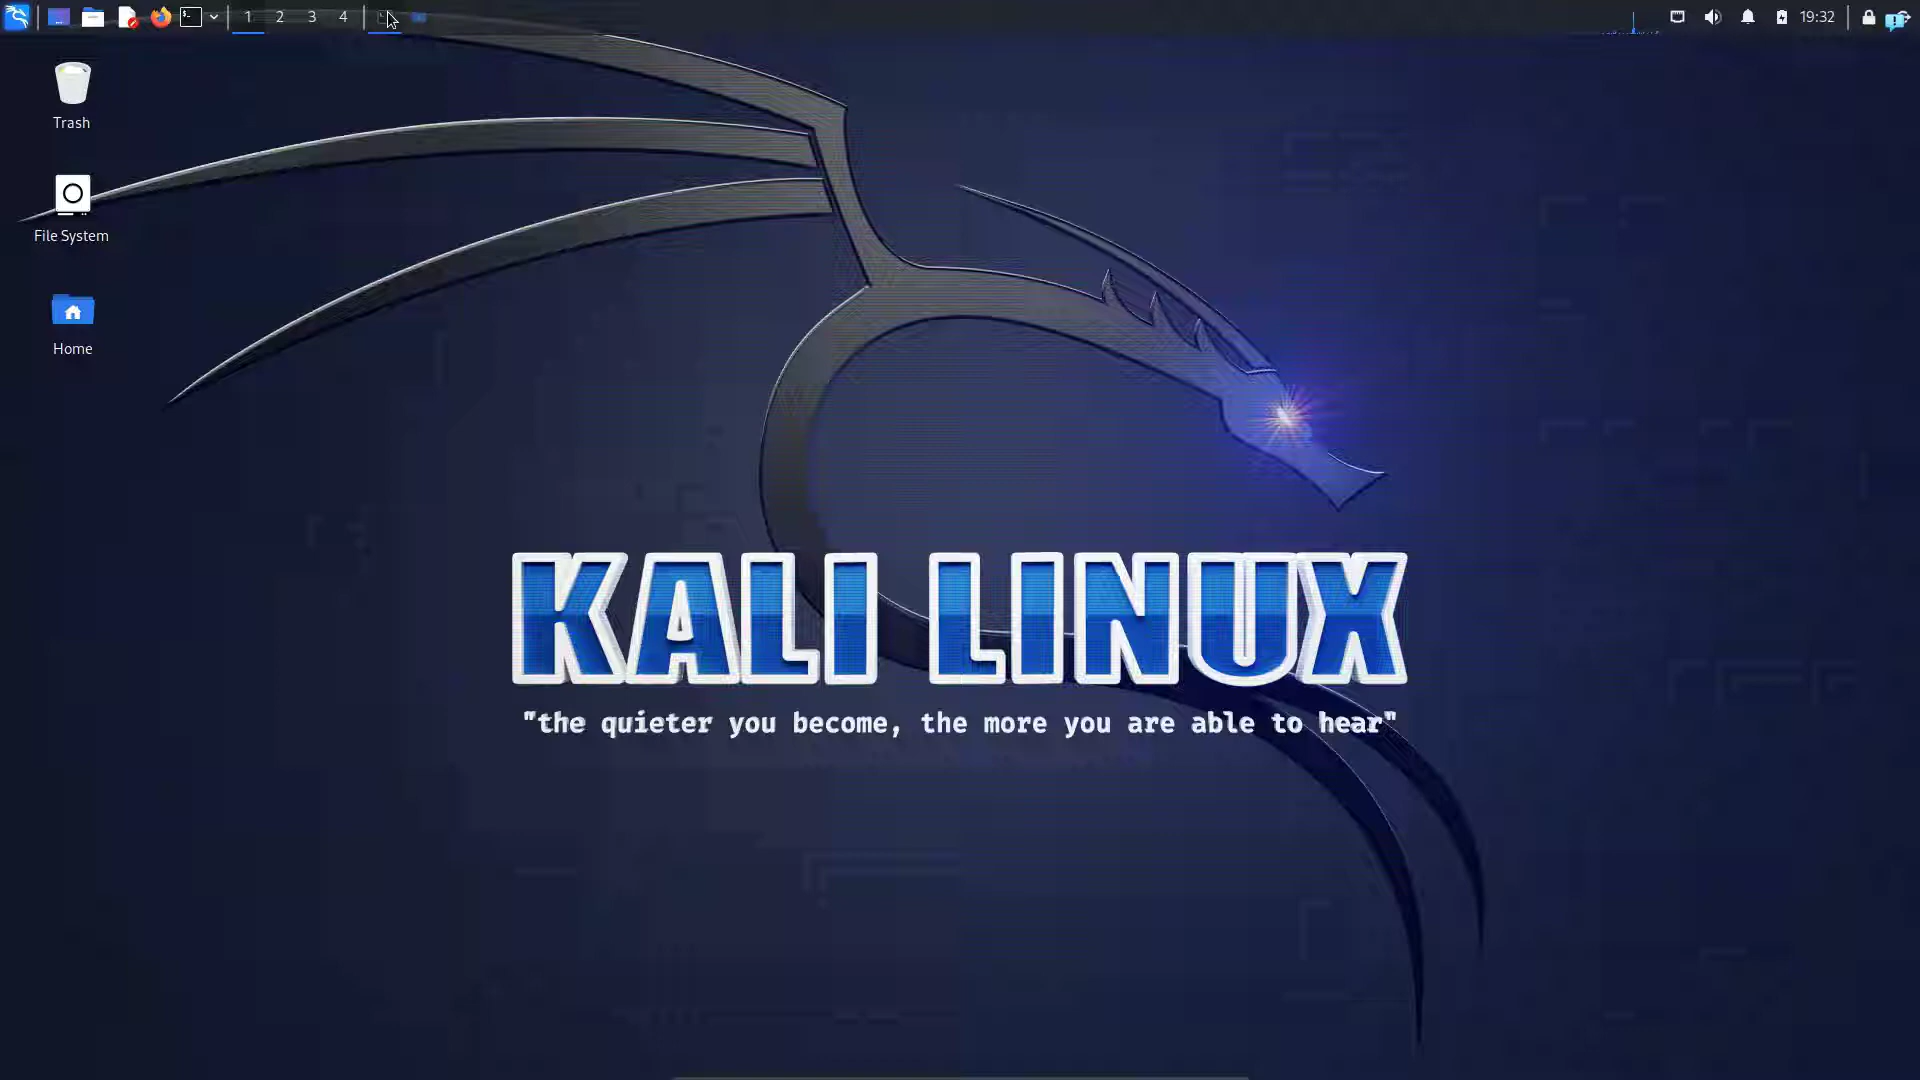 1 2 3 4 19:32
Trash
File System
Home
KALI LINUX
"the quieter you become, the more you are able to hear"